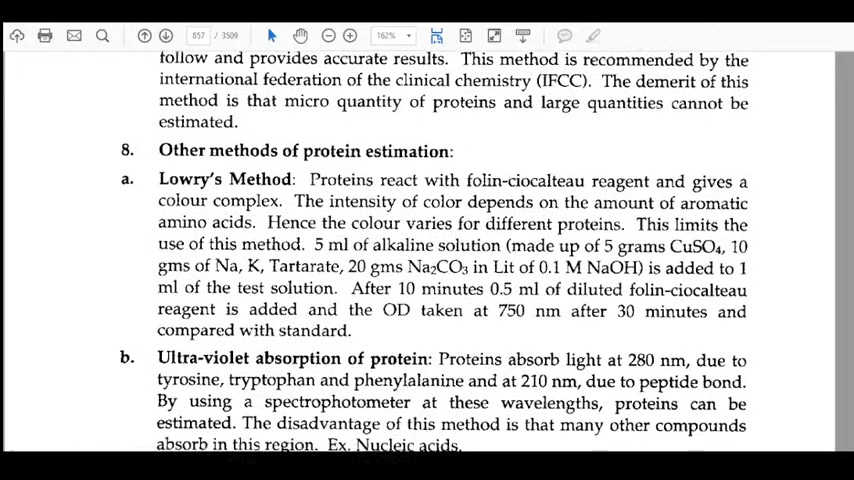 857 / 3509 162%
follow and provides accurate results. This method is recommended by the
international federation of the clinical chemistry (IFCC). The demerit of this
method is that micro quantity of proteins and large quantities cannot be
estimated.
8. Other methods of protein estimation:
a. Lowry's Method: Proteins react with folin-ciocalteau reagent and gives a
colour complex. The intensity of color depends on the amount of aromatic
amino acids. Hence the colour varies for different proteins. This limits the
use of this method. 5 ml of alkaline solution (made up of 5 grams CuSO₄, 10
gms of Na, K, Tartarate, 20 gms Na₂CO₃ in Lit of 0.1 M NaOH) is added to 1
ml of the test solution. After 10 minutes 0.5 ml of diluted folin-ciocalteau
reagent is added and the OD taken at 750 nm after 30 minutes and
compared with standard.
b. Ultra-violet absorption of protein: Proteins absorb light at 280 nm, due to
tyrosine, tryptophan and phenylalanine and at 210 nm, due to peptide bond.
By using a spectrophotometer at these wavelengths, proteins can be
estimated. The disadvantage of this method is that many other compounds
absorb in this region. Ex. Nucleic acids.